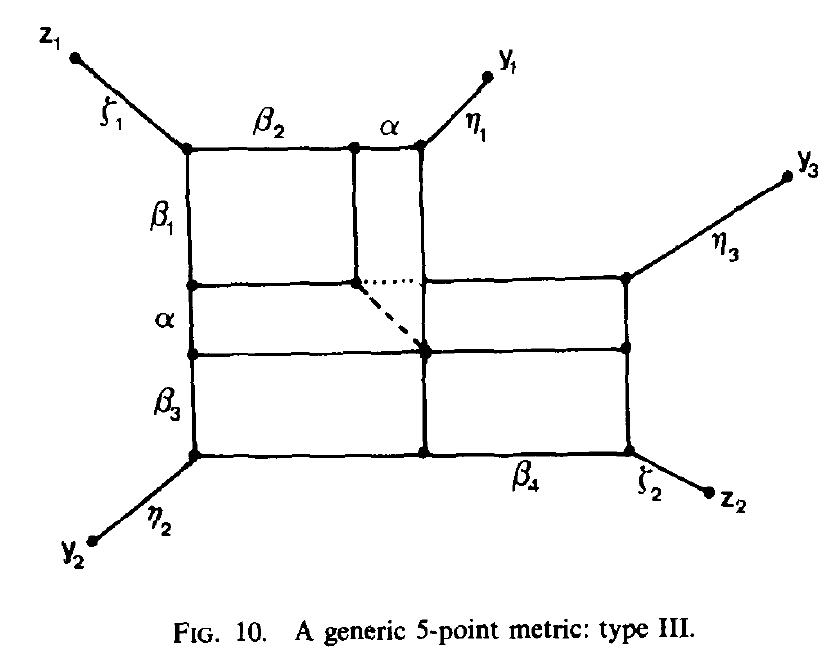 z₁
y₁
ζ₁
β₂
α
η₁
y₃
β₁
η₃
α
β₃
β₄
ζ₂
z₂
η₂
y₂
FIG. 10. A generic 5-point metric: type III.